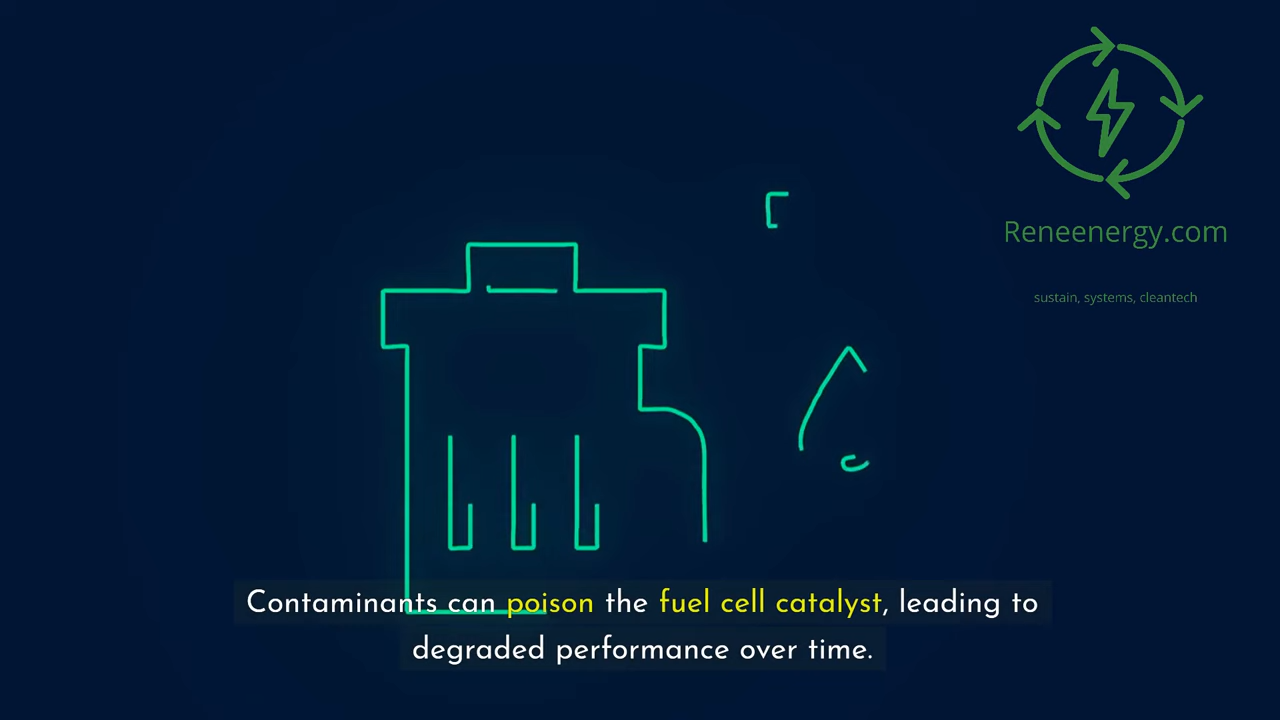 Reneenergy.com
sustain, systems, cleantech
Contaminants can poison the fuel cell catalyst, leading to
degraded performance over time.